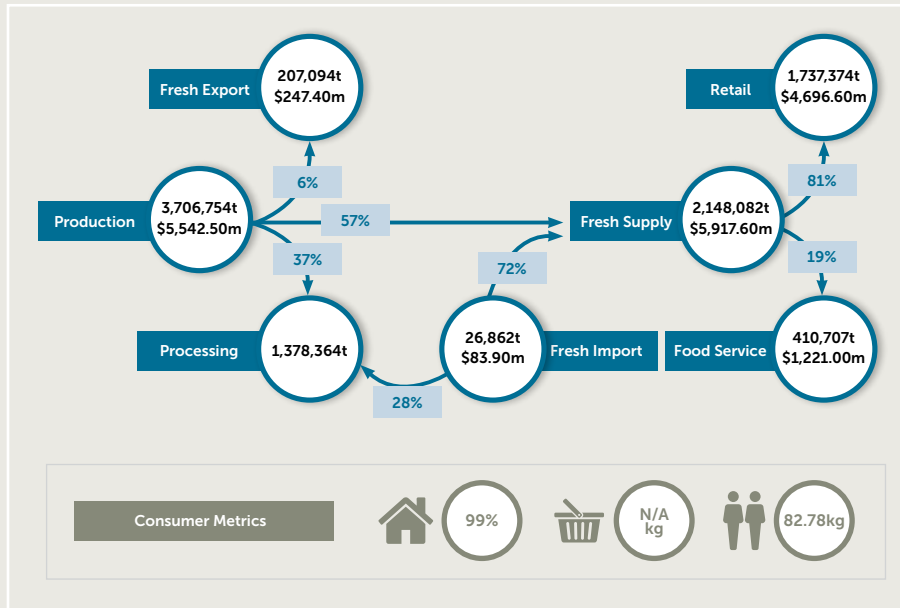 Fresh Export
207,094t
$247.40m
Retail
1,737,374t
$4,696.60m
6%
81%
Production
3,706,754t
$5,542.50m
57%
Fresh Supply
2,148,082t
$5,917.60m
37%
72%
19%
Processing
1,378,364t
26,862t
$83.90m
Fresh Import
Food Service
410,707t
$1,221.00m
28%
Consumer Metrics
99%
N/A
kg
82.78kg